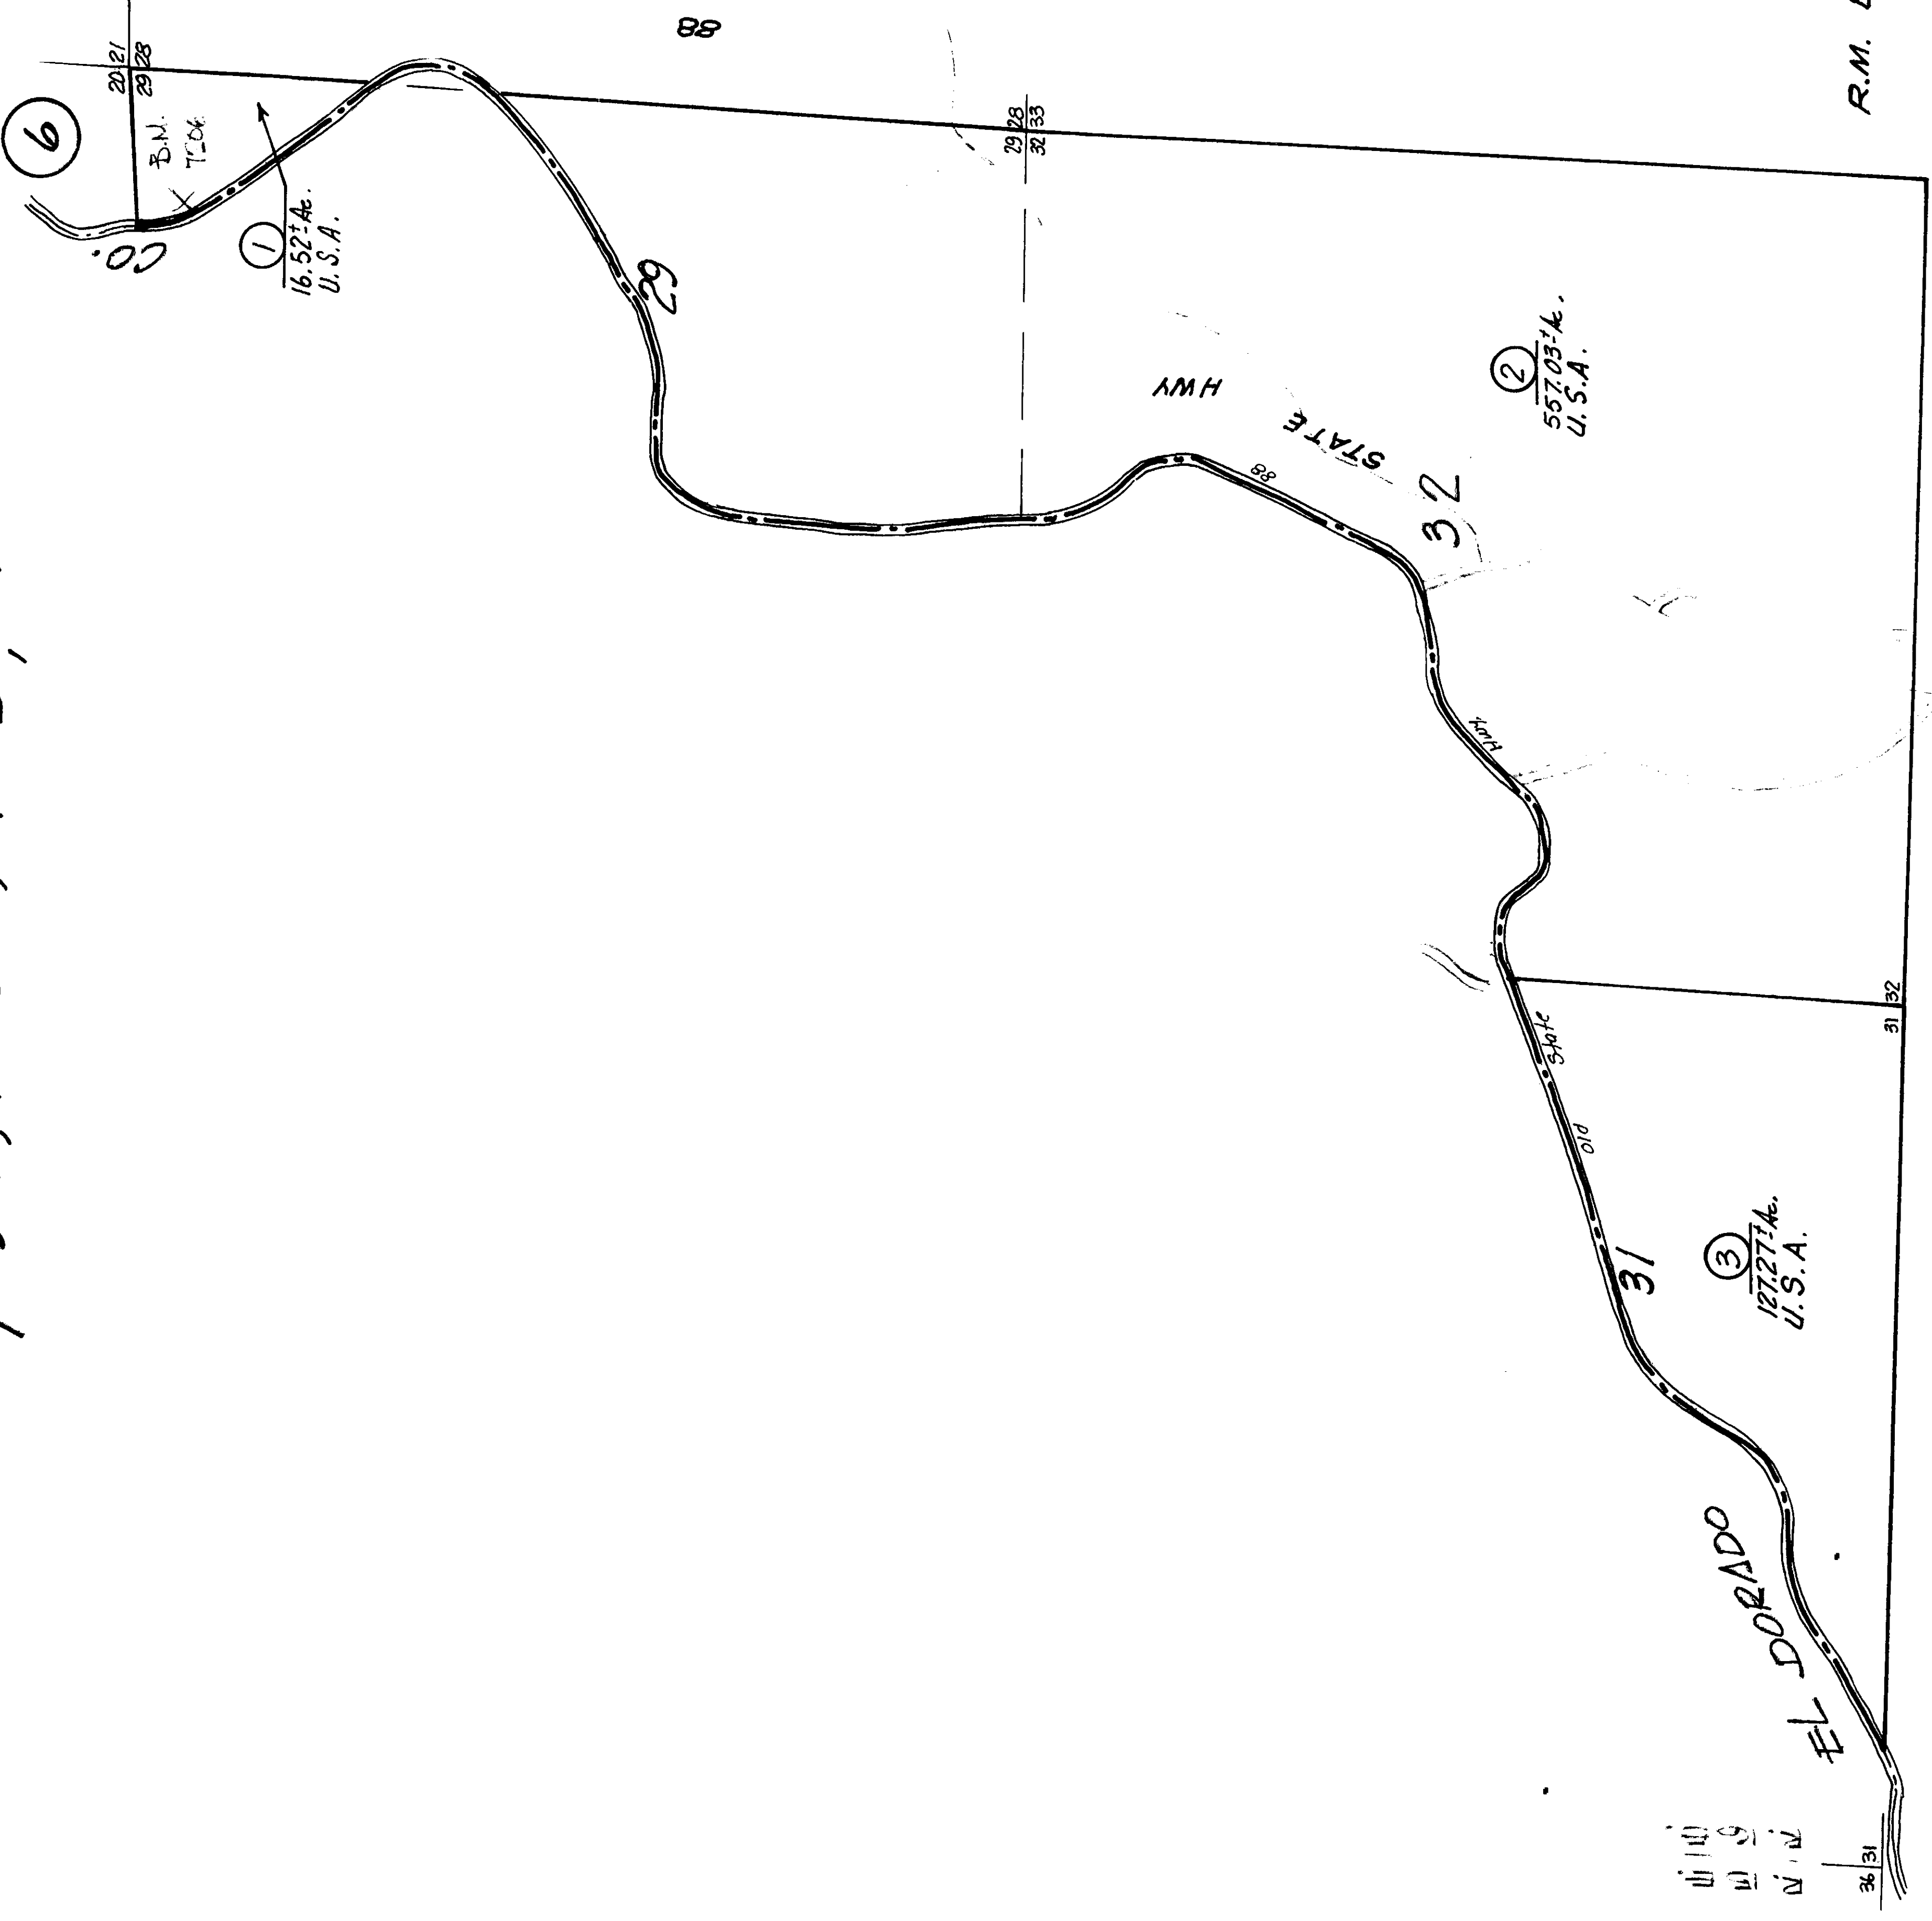 6
20 21
29 28
B.M.
CO.
1
16.52± Ac.
U.S.A.
88
29
29 28
32 33
R.M.
STATE HWY
88
2
557.03± Ac.
U.S.A.
32
Old State Hwy.
31 32
31
3
127.27± Ac.
U.S.A.
EL DORADO
36 31